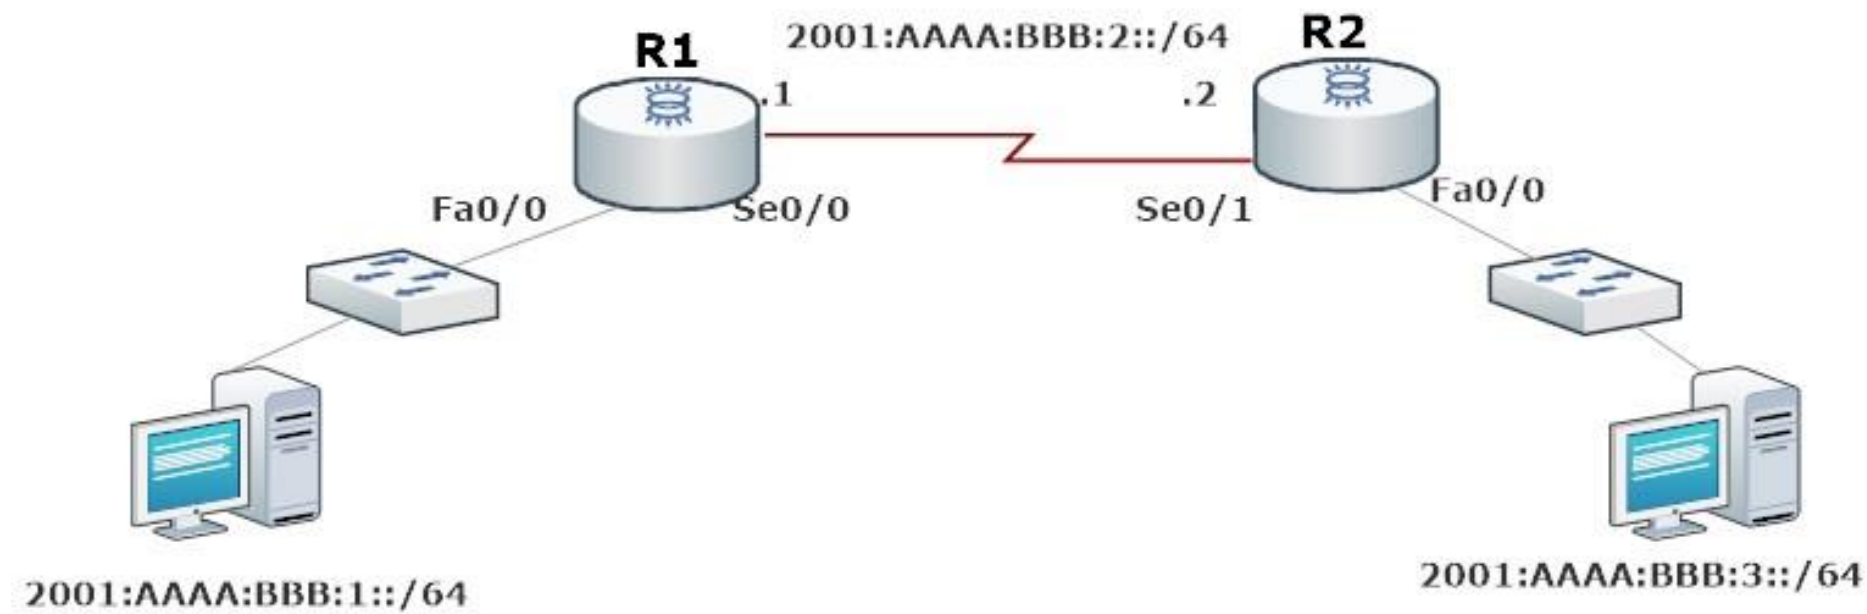 R1
2001:AAAA:BBB:2::/64
R2
.1
.2
Fa0/0
Se0/0
Se0/1
Fa0/0
2001:AAAA:BBB:1::/64
2001:AAAA:BBB:3::/64